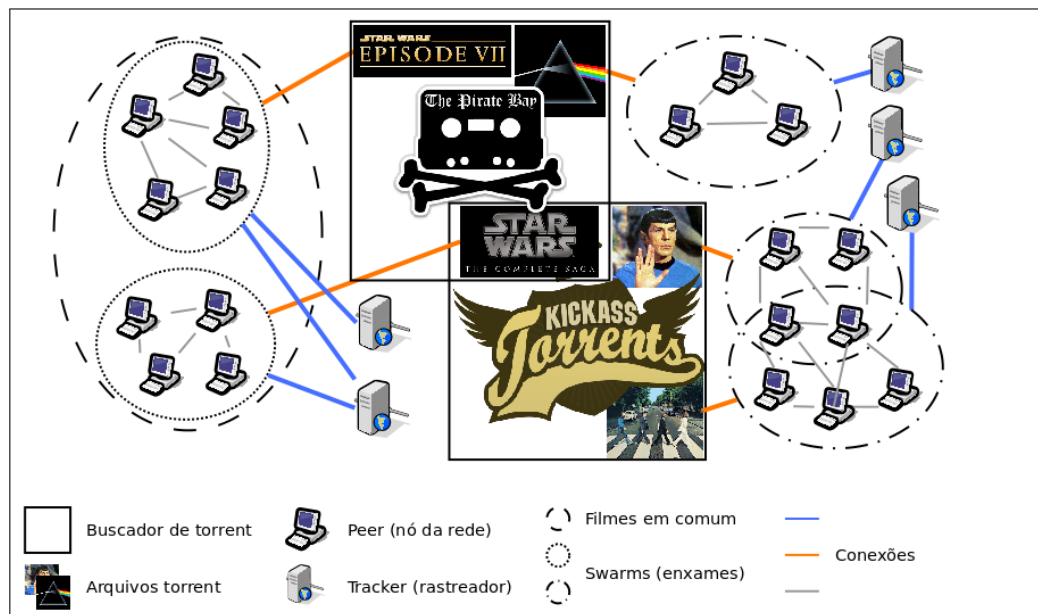 STAR WARS
EPISODE VII
The Pirate Bay
STAR
WARS
THE COMPLETE SAGA
KICKASS
Torrents
Buscador de torrent
Peer (nó da rede)
Filmes em comum
Arquivos torrent
Tracker (rastreador)
Swarms (enxames)
Conexões